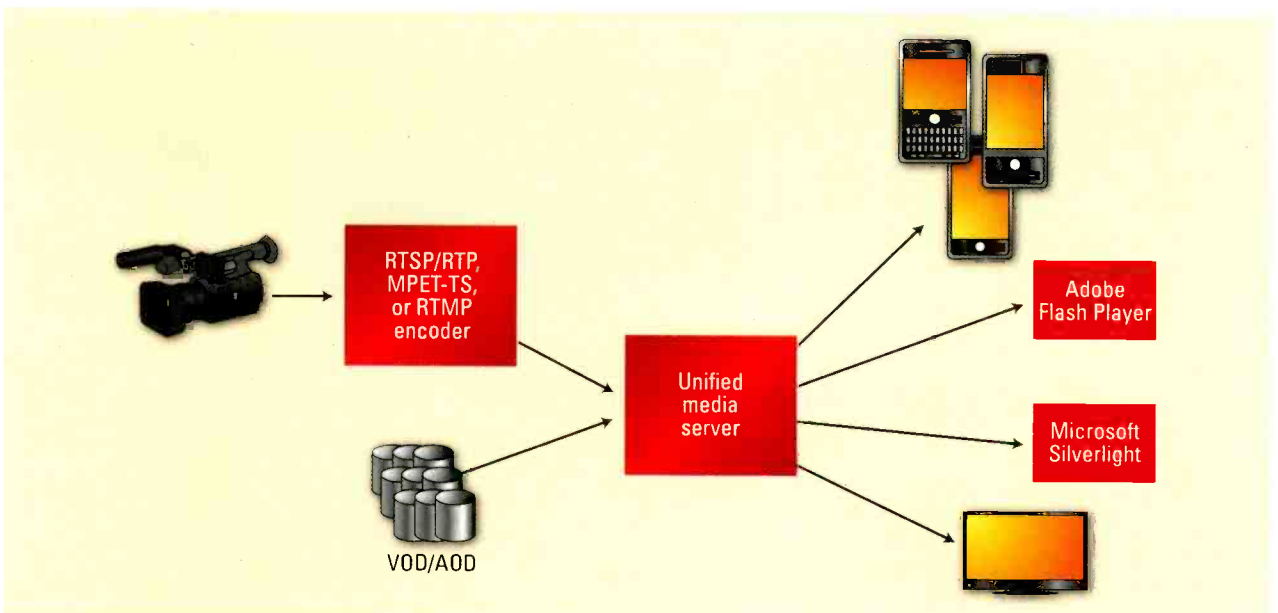 RTSP/RTP,
MPET-TS,
or RTMP
encoder
VOD/AOD
Unified
media
server
Adobe
Flash Player
Microsoft
Silverlight